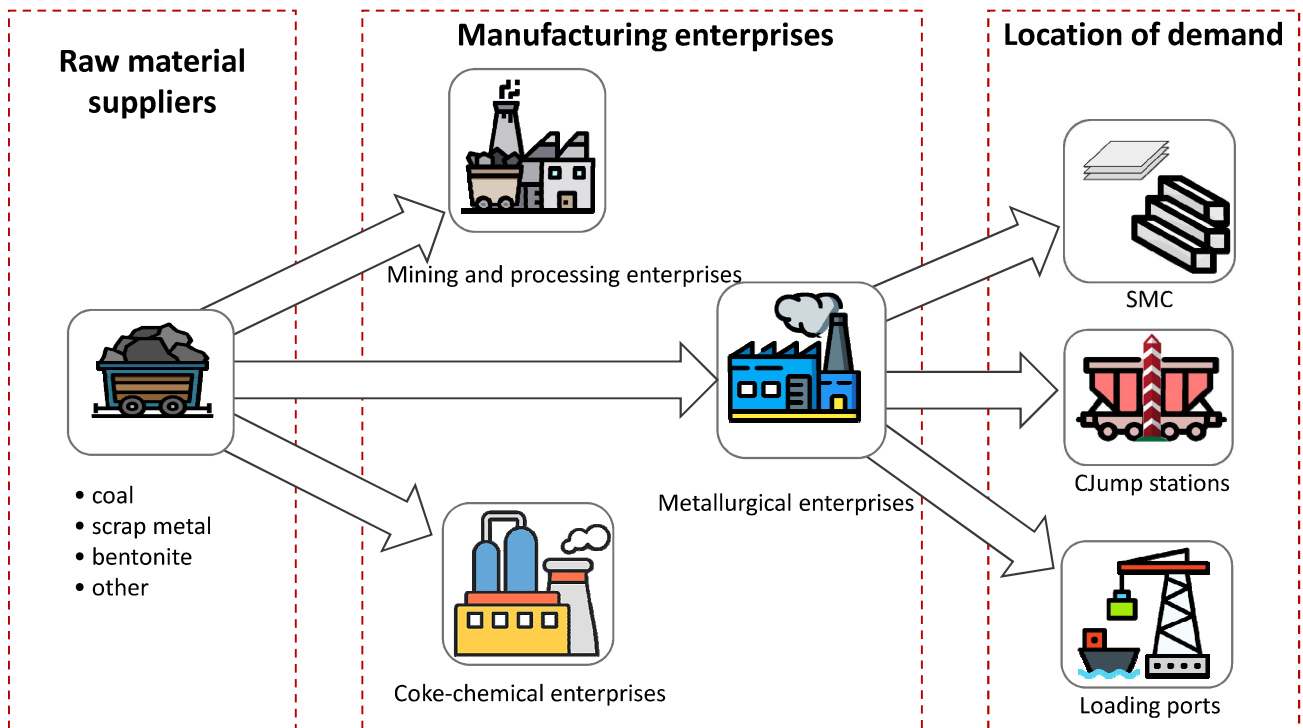 Raw material
suppliers
• coal
• scrap metal
• bentonite
• other
Manufacturing enterprises
Mining and processing enterprises
Metallurgical enterprises
Coke-chemical enterprises
Location of demand
SMC
CJump stations
Loading ports